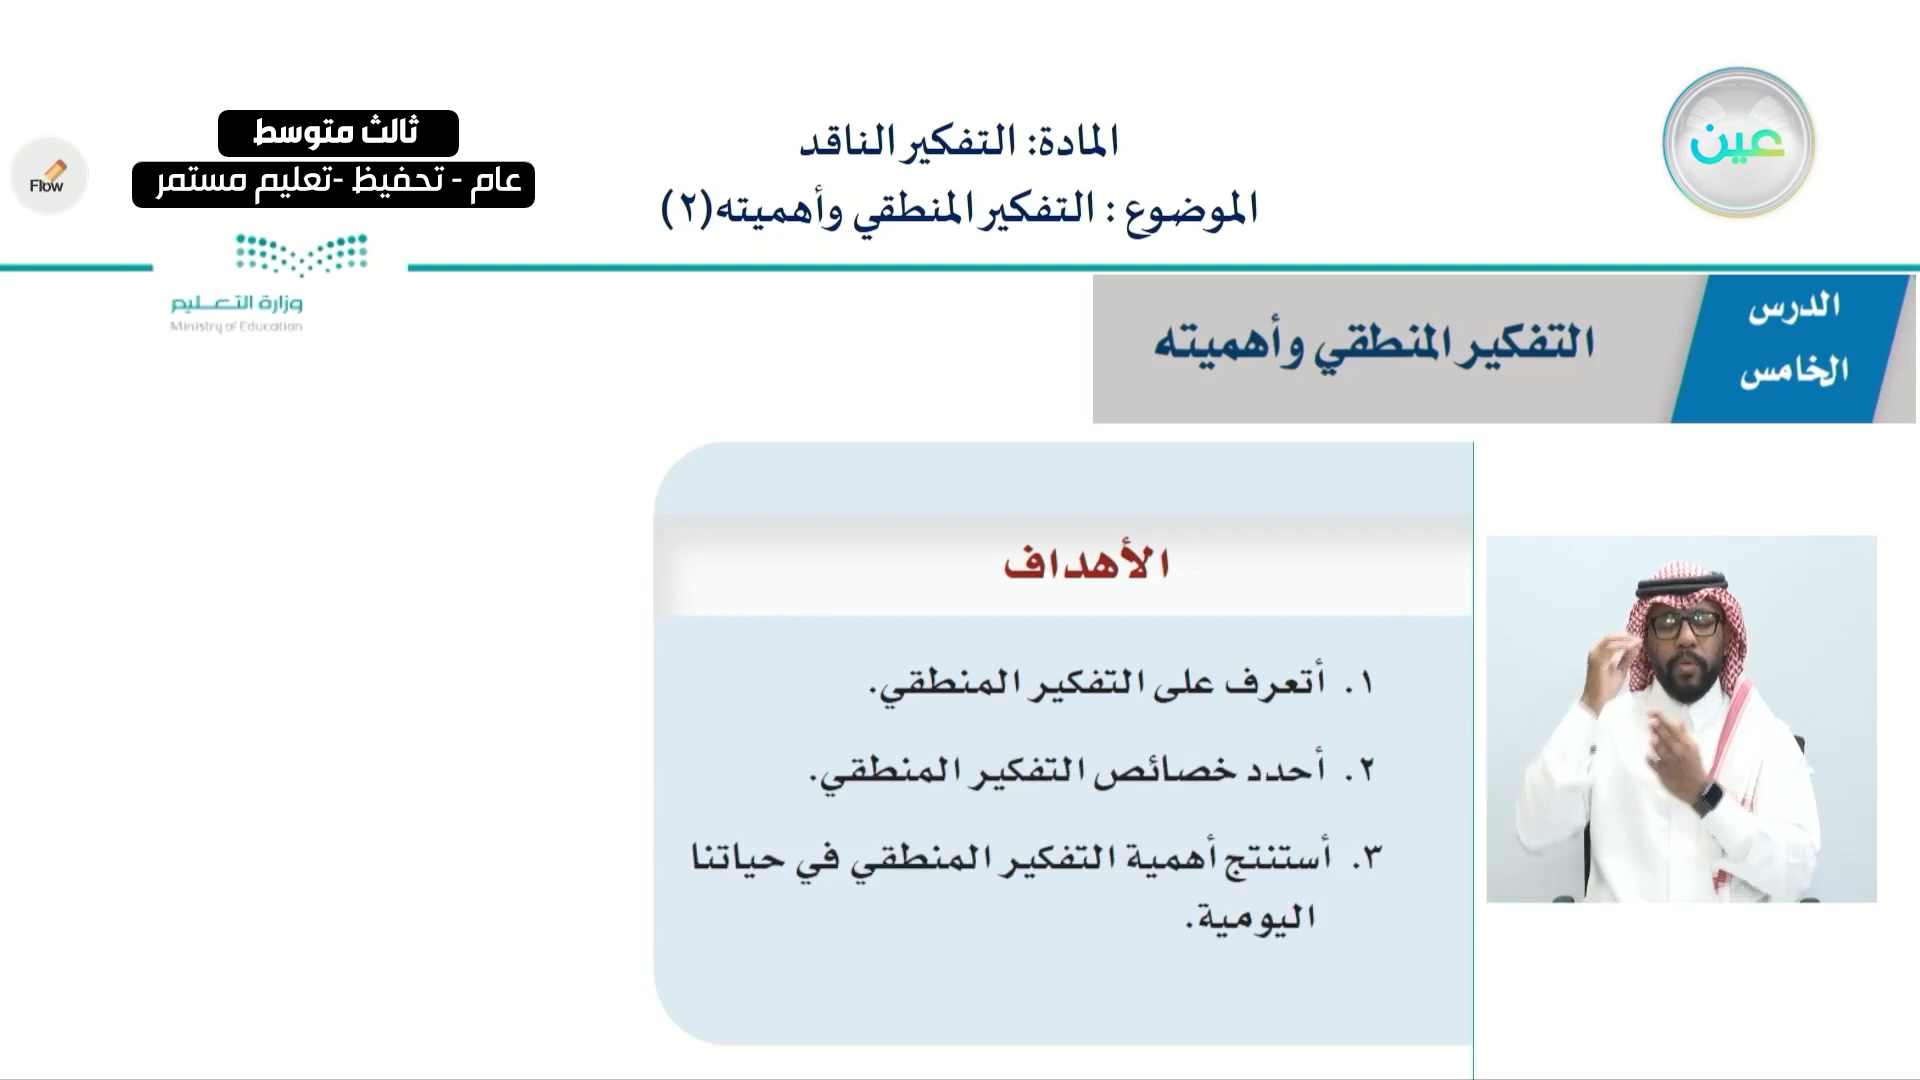 عين
المادة: التفكير الناقد
الموضوع : التفكير المنطقي وأهميته(٢)
ثالث متوسط
عام - تحفيظ -تعليم مستمر
Flow
وزارة التعليم
Ministry of Education
الدرس
الخامس
التفكير المنطقي وأهميته
الأهداف
١. أتعرف على التفكير المنطقي.
٢. أحدد خصائص التفكير المنطقي.
٣. أستنتج أهمية التفكير المنطقي في حياتنا
اليومية.